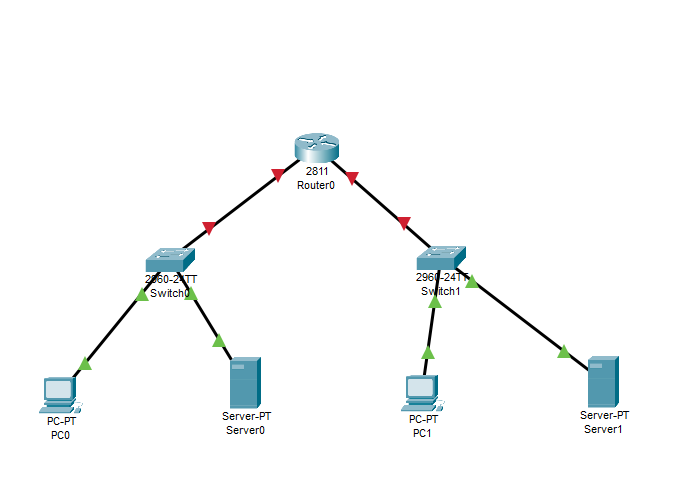 2811
Router0
2960-24TT
Switch0
2960-24TT
Switch1
PC-PT
PC0
Server-PT
Server0
PC-PT
PC1
Server-PT
Server1